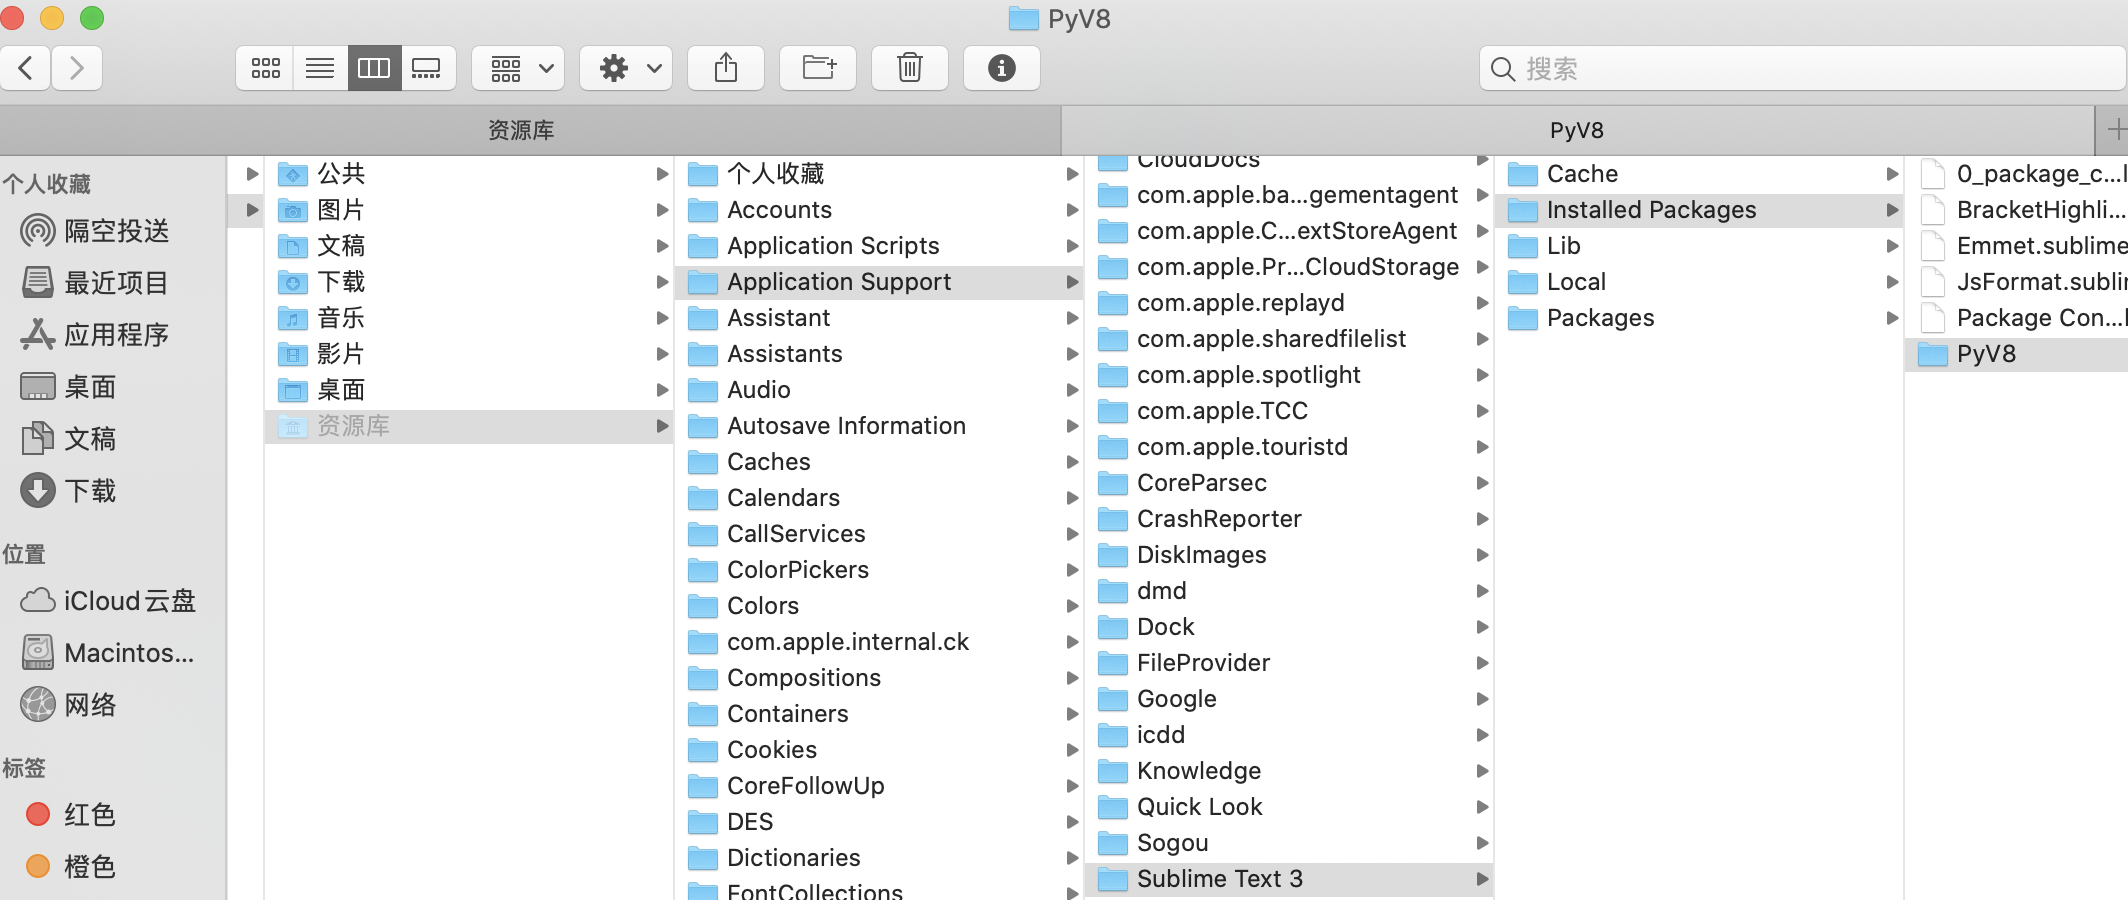 PyV8
搜索
资源库
PyV8
个人收藏
隔空投送
最近项目
应用程序
桌面
文稿
下载
位置
iCloud云盘
Macintos...
网络
标签
红色
橙色
公共
图片
文稿
下载
音乐
影片
桌面
资源库
个人收藏
Accounts
Application Scripts
Application Support
Assistant
Assistants
Audio
Autosave Information
Caches
Calendars
CallServices
ColorPickers
Colors
com.apple.internal.ck
Compositions
Containers
Cookies
CoreFollowUp
DES
Dictionaries
FontCollections
CloudDocs
com.apple.ba...gementagent
com.apple.C...extStoreAgent
com.apple.Pr...CloudStorage
com.apple.replayd
com.apple.sharedfilelist
com.apple.spotlight
com.apple.TCC
com.apple.touristd
CoreParsec
CrashReporter
DiskImages
dmd
Dock
FileProvider
Google
icdd
Knowledge
Quick Look
Sogou
Sublime Text 3
Cache
Installed Packages
Lib
Local
Packages
0_package_c...l
BracketHighli...
Emmet.sublime
JsFormat.sublin
Package Con...l
PyV8